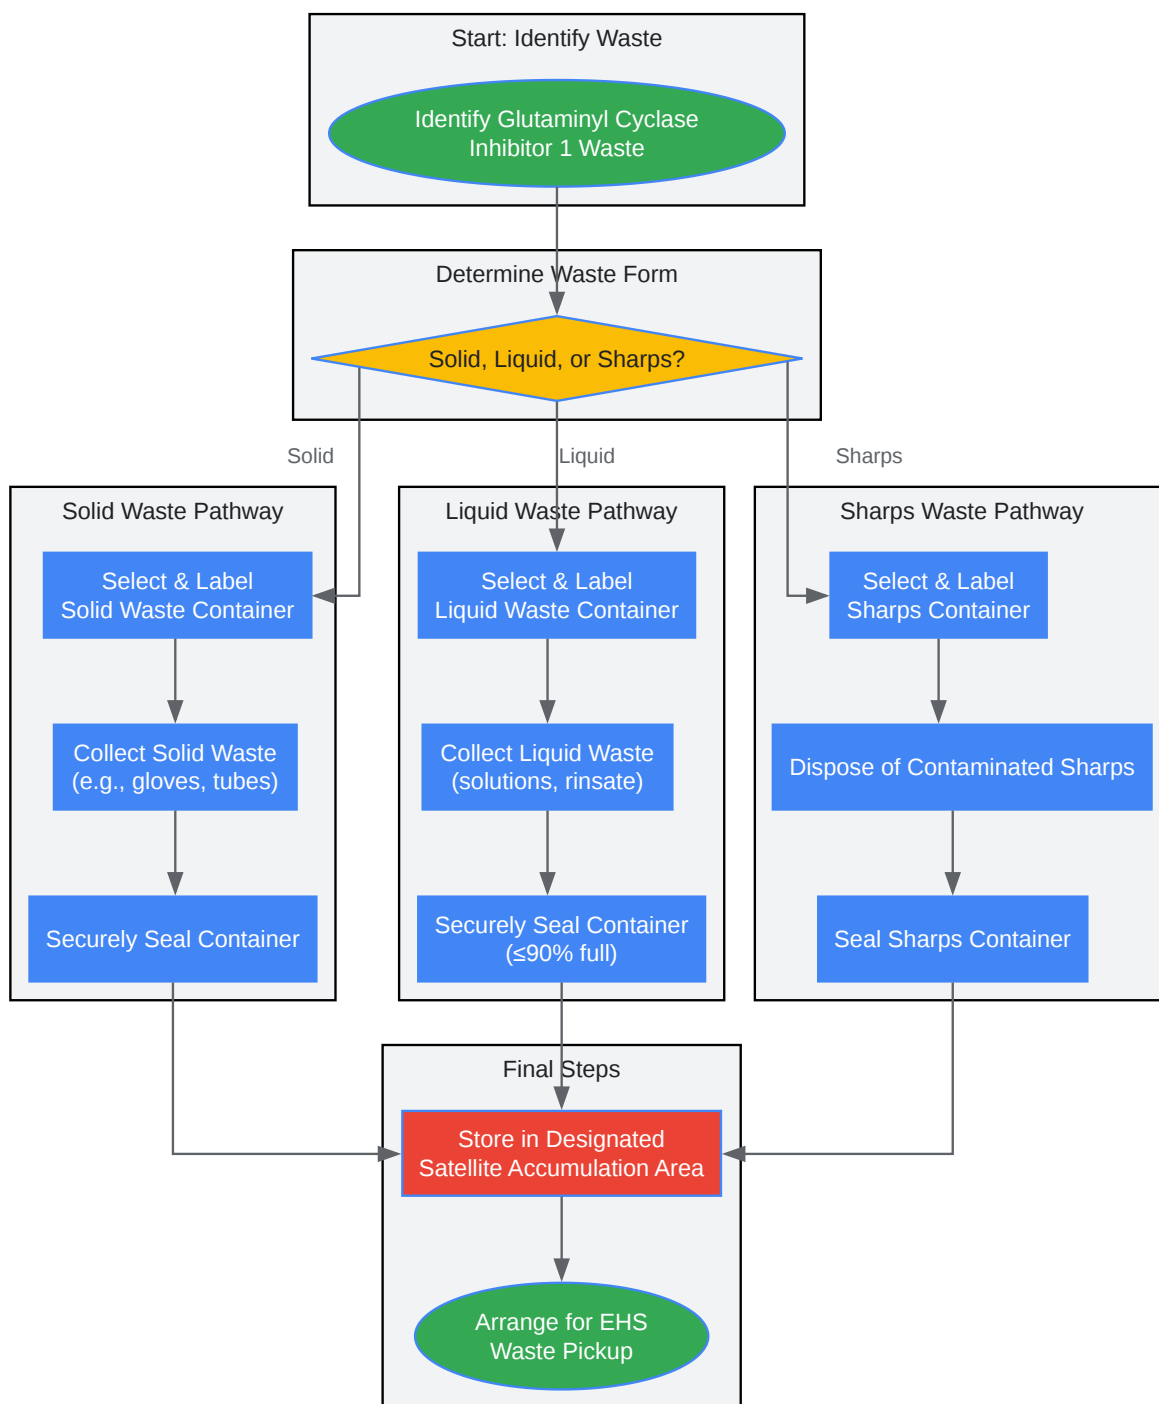 Start: Identify Waste
Identify Glutaminyl Cyclase
Inhibitor 1 Waste
Determine Waste Form
Solid, Liquid, or Sharps?
Solid
Liquid
Sharps
Solid Waste Pathway
Select & Label
Solid Waste Container
Collect Solid Waste
(e.g., gloves, tubes)
Securely Seal Container
Liquid Waste Pathway
Select & Label
Liquid Waste Container
Collect Liquid Waste
(solutions, rinsate)
Securely Seal Container
(≤90% full)
Sharps Waste Pathway
Select & Label
Sharps Container
Dispose of Contaminated Sharps
Seal Sharps Container
Final Steps
Store in Designated
Satellite Accumulation Area
Arrange for EHS
Waste Pickup